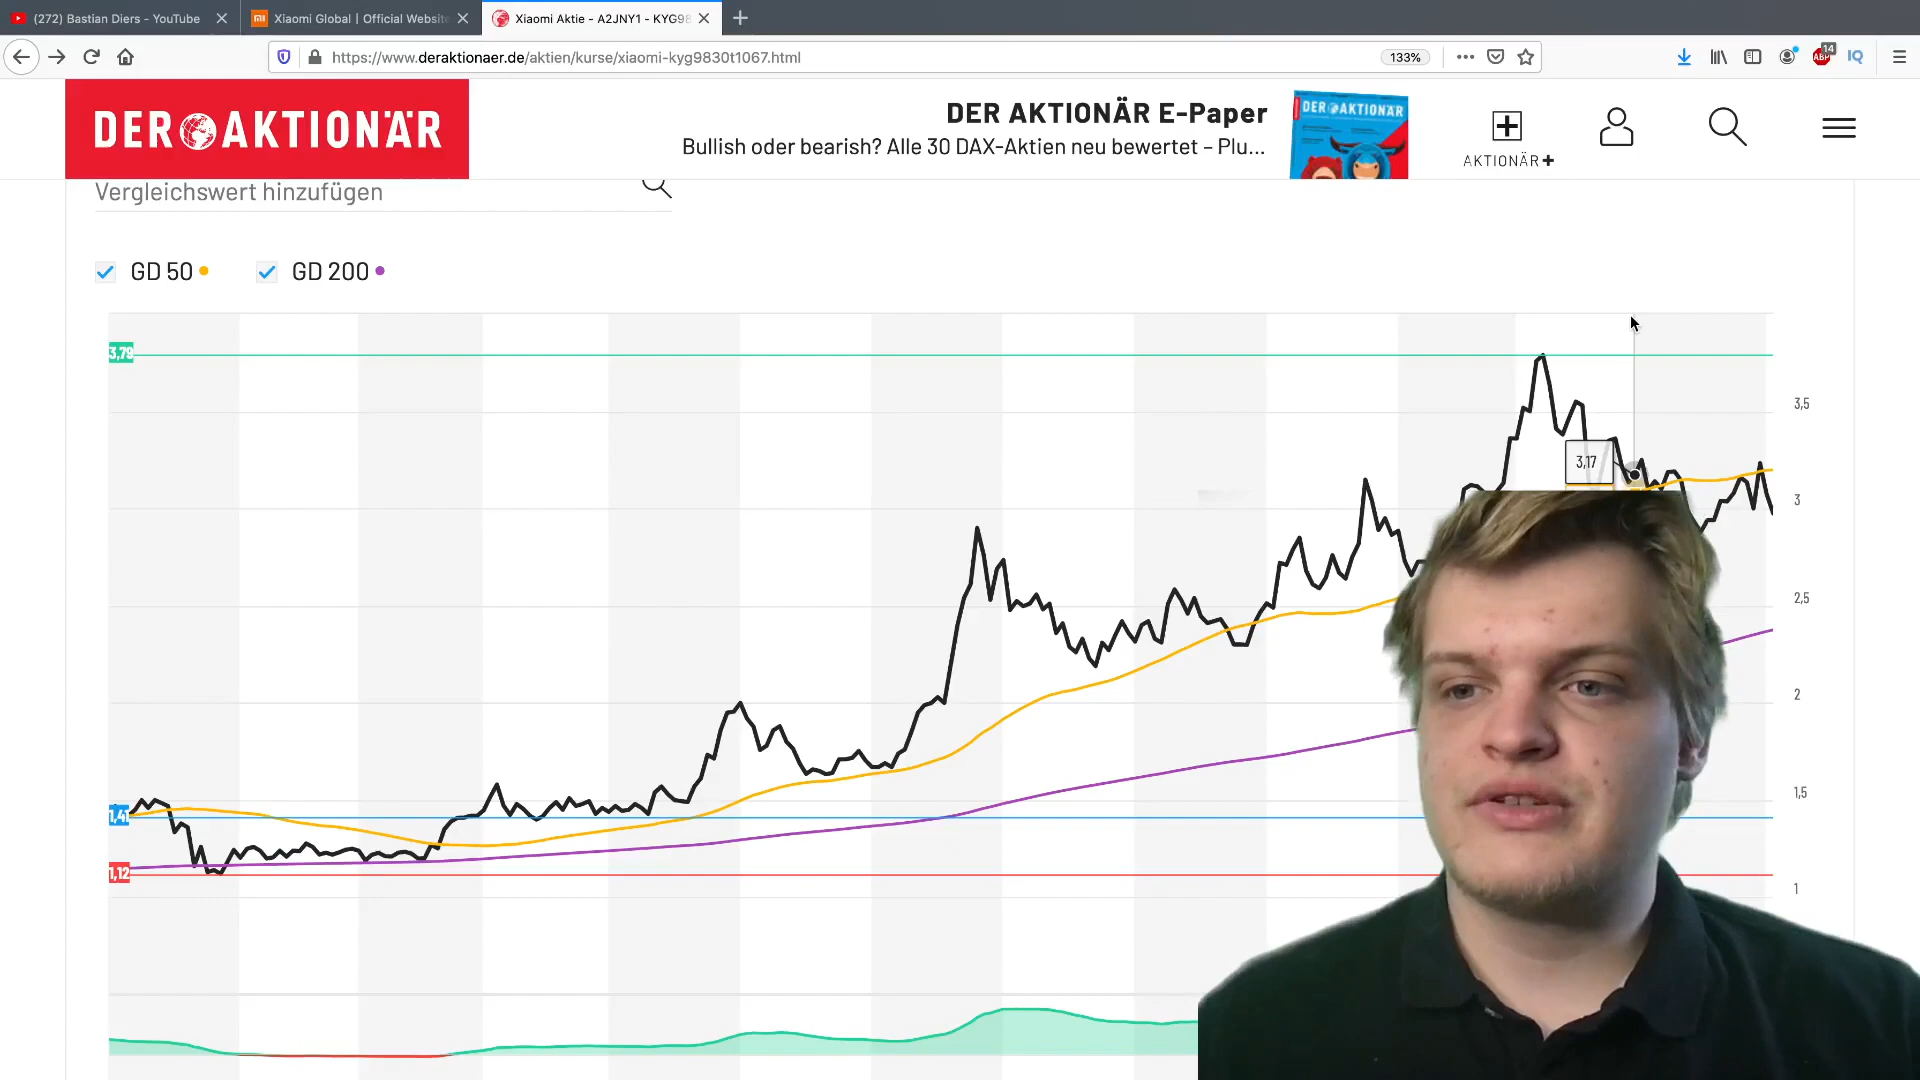 (272) Bastian Diers - YouTube
Xiaomi Global | Official Website
Xiaomi Aktie - A2JNY1 - KYG98
https://www.deraktionaer.de/aktien/kurse/xiaomi-kyg9830t1067.html
133%
14
ABP
IQ
DER AKTIONÄR
DER AKTIONÄR E-Paper
Bullish oder bearish? Alle 30 DAX-Aktien neu bewertet – Plu...
DER AKTIONÄR
AKTIONÄR+
Vergleichswert hinzufügen
GD 50
GD 200
3,79
3,5
3,17
3
2,5
2
1,5
1,41
1,12
1